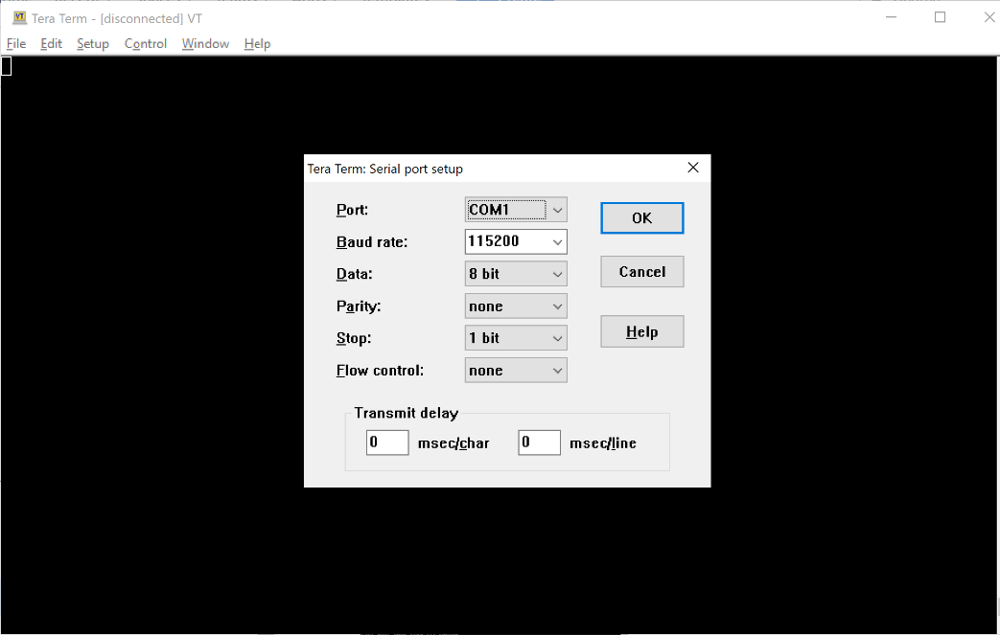 Tera Term - [disconnected] VT
File Edit Setup Control Window Help
Tera Term: Serial port setup
Port: COM1 OK
Baud rate: 115200
Data: 8 bit Cancel
Parity: none
Stop: 1 bit Help
Flow control: none
Transmit delay
0 msec/char 0 msec/line